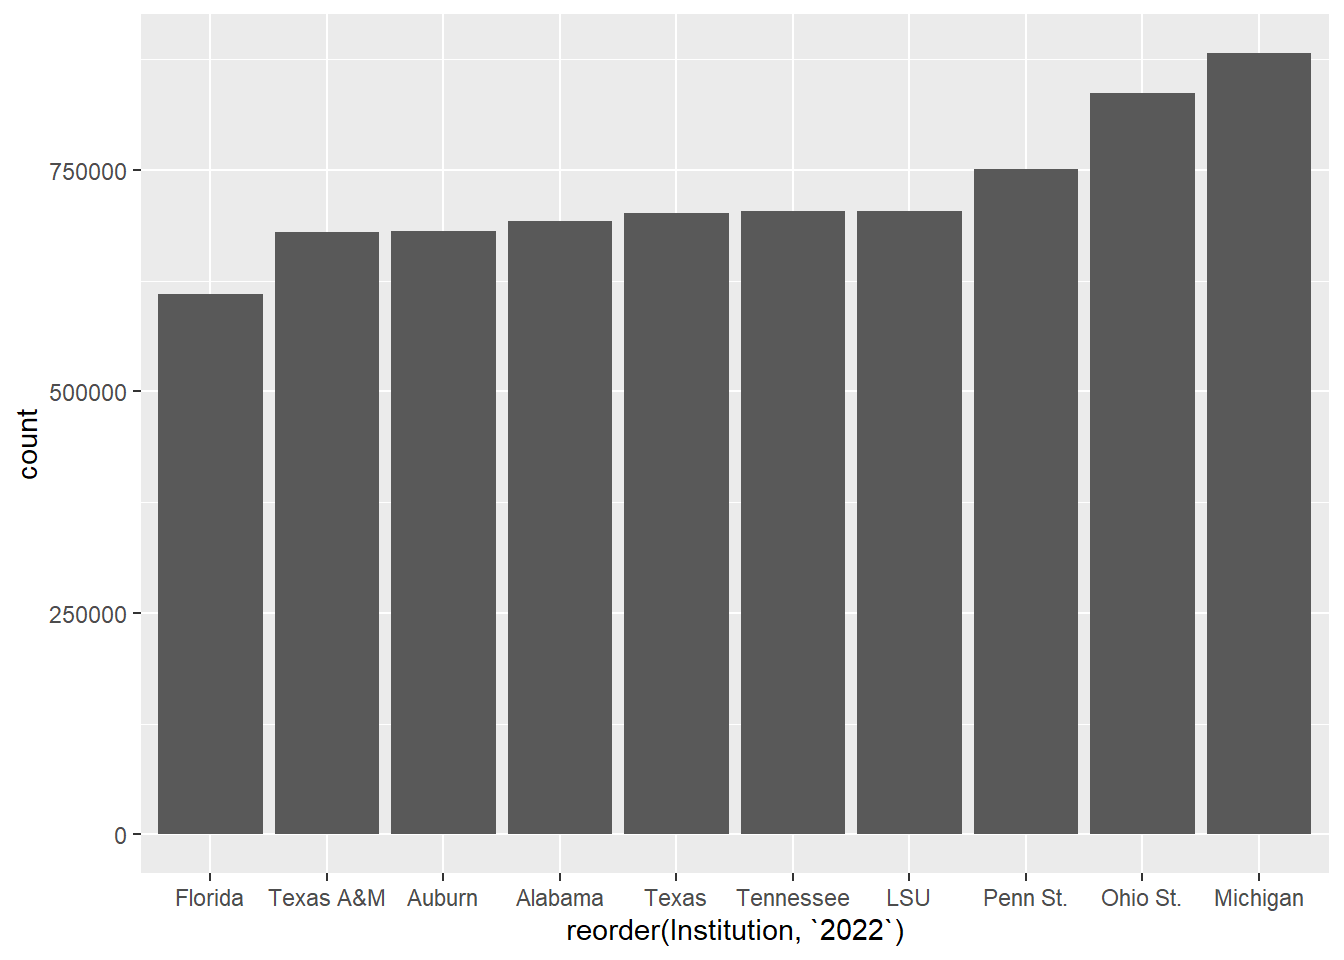 count
750000
500000
250000
0
Florida Texas A&M Auburn Alabama Texas Tennessee LSU Penn St. Ohio St. Michigan
reorder(Institution, `2022`)